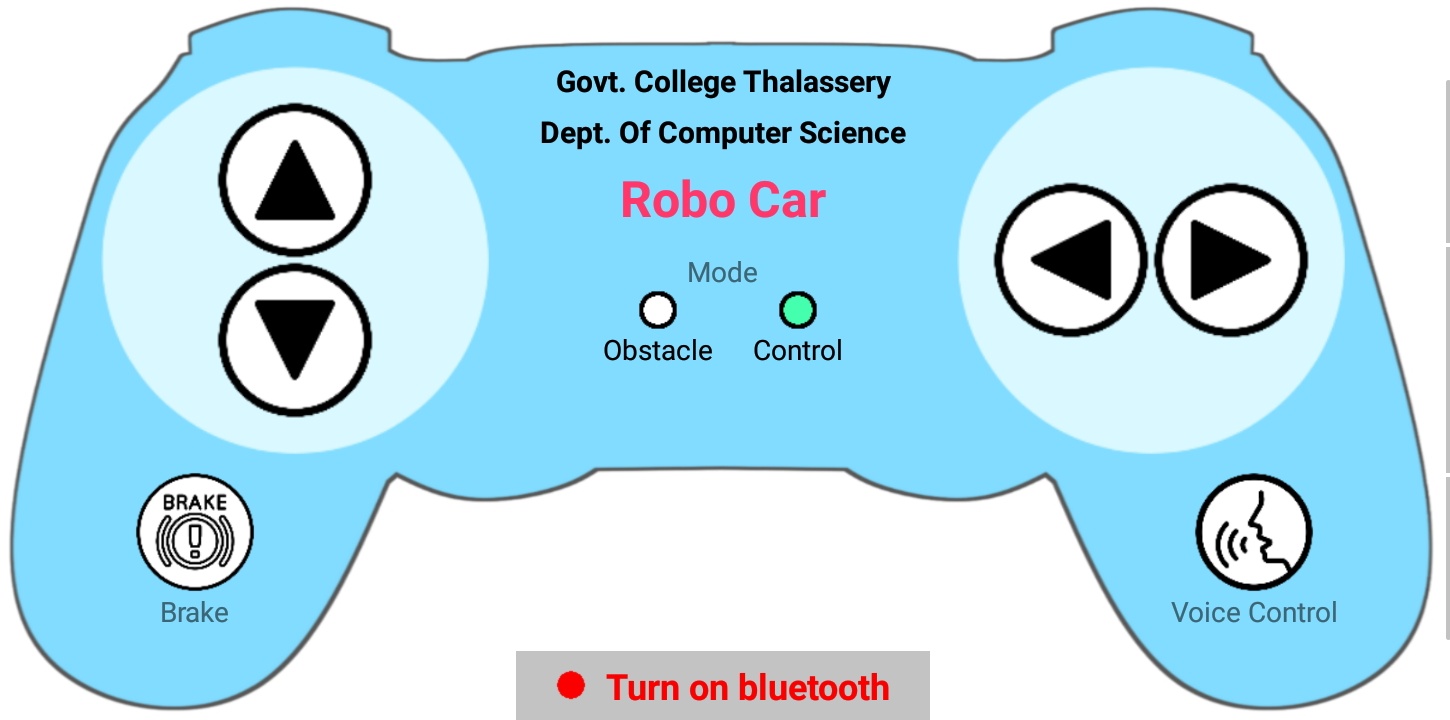 Govt. College Thalassery
Dept. Of Computer Science
Robo Car
Mode
Obstacle Control
BRAKE
Brake
Voice Control
Turn on bluetooth